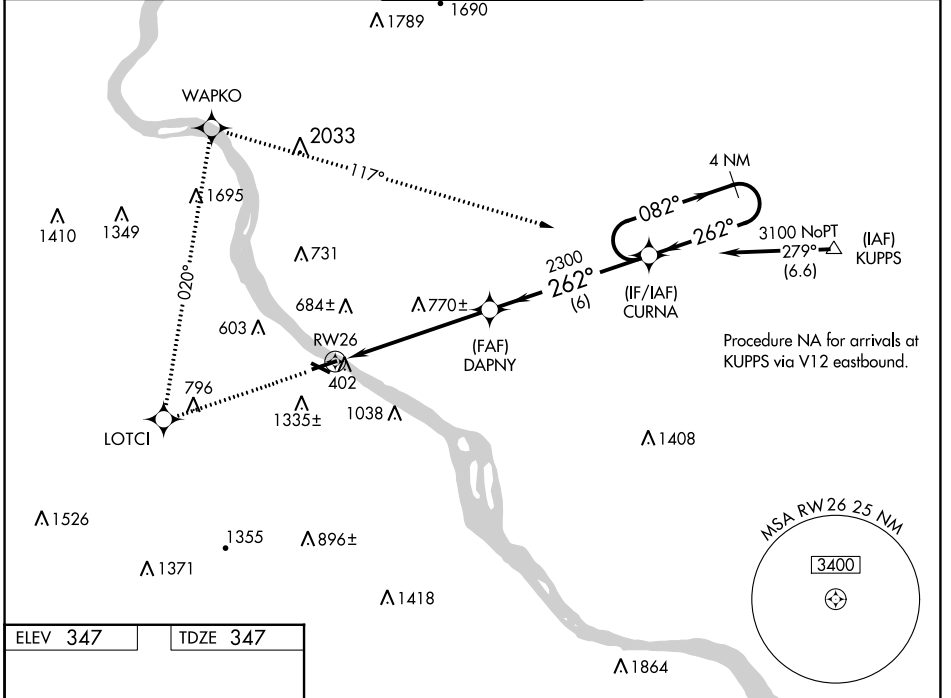 1789
1690
WAPKO
2033
117°
4 NM
1695
082°
262°
3100 NoPT
279°
(6.6)
(IAF)
KUPPS
1410
1349
020°
731
2300
262°
(6)
(IF/IAF)
CURNA
684±
770±
603
RW26
(FAF)
DAPNY
Procedure NA for arrivals at
KUPPS via V12 eastbound.
402
796
1335±
1038
LOTCI
1408
1526
1355
896±
1371
1418
MSA RW26 25 NM
3400
ELEV 347
TDZE 347
1864